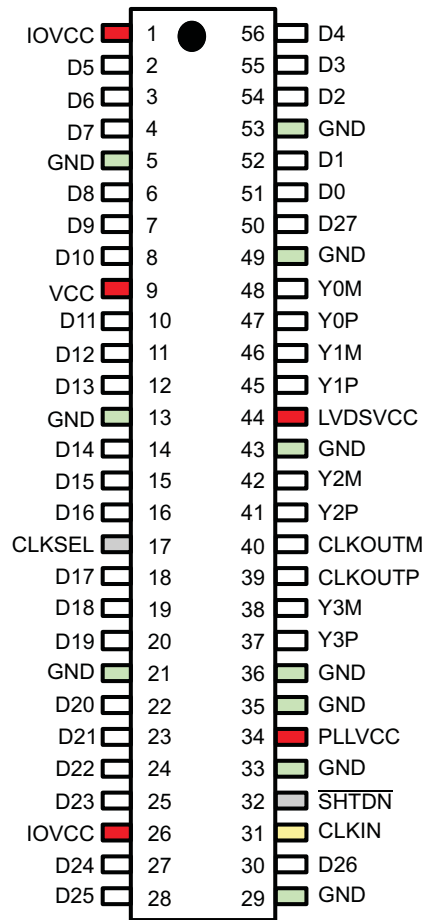 IOVCC 1 56 D4
D5 2 55 D3
D6 3 54 D2
D7 4 53 GND
GND 5 52 D1
D8 6 51 D0
D9 7 50 D27
D10 8 49 GND
VCC 9 48 Y0M
D11 10 47 Y0P
D12 11 46 Y1M
D13 12 45 Y1P
GND 13 44 LVDSVCC
D14 14 43 GND
D15 15 42 Y2M
D16 16 41 Y2P
CLKSEL 17 40 CLKOUTM
D17 18 39 CLKOUTP
D18 19 38 Y3M
D19 20 37 Y3P
GND 21 36 GND
D20 22 35 GND
D21 23 34 PLLVCC
D22 24 33 GND
D23 25 32 SHTDN
IOVCC 26 31 CLKIN
D24 27 30 D26
D25 28 29 GND